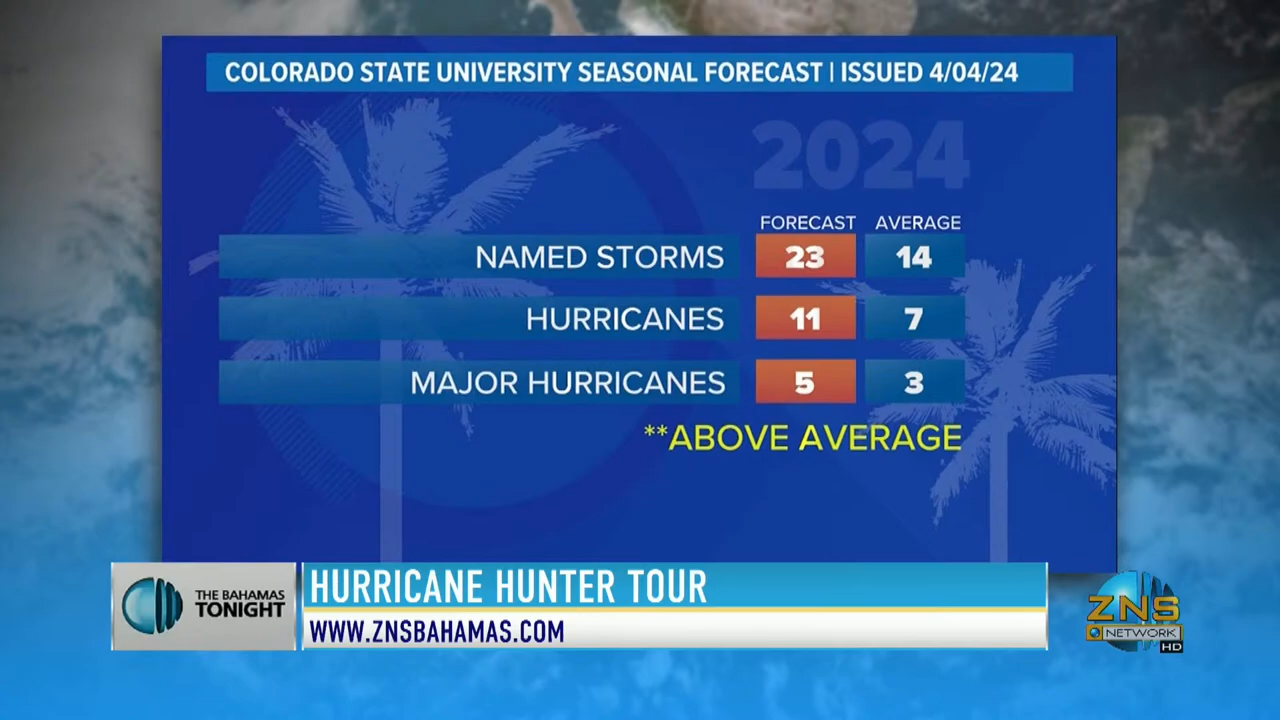 COLORADO STATE UNIVERSITY SEASONAL FORECAST | ISSUED 4/04/24
2024
FORECAST AVERAGE
NAMED STORMS 23 14
HURRICANES 11 7
MAJOR HURRICANES 5 3
**ABOVE AVERAGE
THE BAHAMAS
TONIGHT
HURRICANE HUNTER TOUR
WWW.ZNSBAHAMAS.COM
ZNS
NETWORK
HD